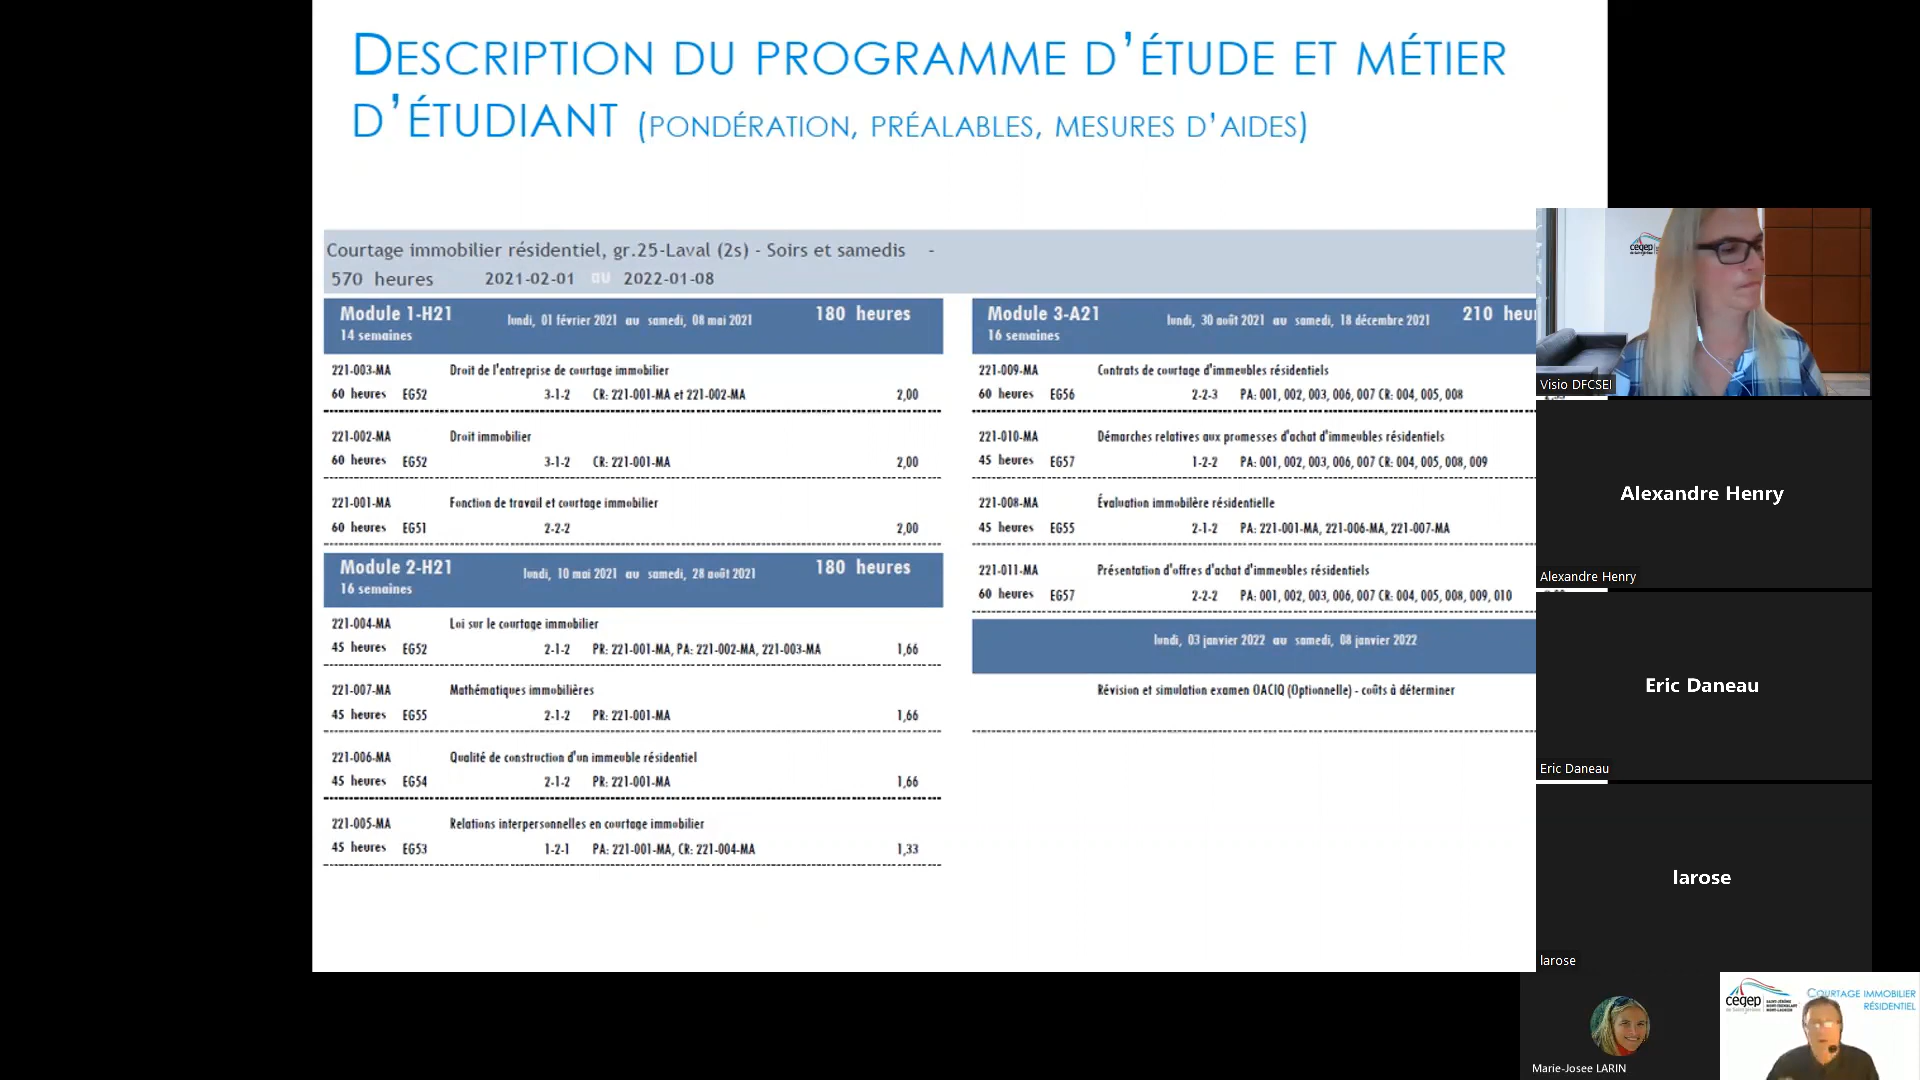 DESCRIPTION DU PROGRAMME D'ÉTUDE ET MÉTIER
D'ÉTUDIANT (PONDÉRATION, PRÉALABLES, MESURES D'AIDES)
Courtage immobilier résidentiel, gr.25-Laval (2s) - Soirs et samedis -
570 heures 2021-02-01 au 2022-01-08
Module 1-H21 lundi, 01 février 2021 au samedi, 08 mai 2021 180 heures
14 semaines
221-003-MA Droit de l'entreprise de courtage immobilier
60 heures EG52 3-1-2 CR: 221-001-MA et 221-002-MA 2,00
221-002-MA Droit immobilier
60 heures EG52 3-1-2 CR: 221-001-MA 2,00
221-001-MA Fonction de travail et courtage immobilier
60 heures EG51 2-2-2 2,00
Module 2-H21 lundi, 10 mai 2021 au samedi, 28 août 2021 180 heures
16 semaines
221-004-MA Loi sur le courtage immobilier
45 heures EG52 2-1-2 PR: 221-001-MA, PA: 221-002-MA, 221-003-MA 1,66
221-007-MA Mathématiques immobilières
45 heures EG55 2-1-2 PR: 221-001-MA 1,66
221-006-MA Qualité de construction d'un immeuble résidentiel
45 heures EG54 2-1-2 PR: 221-001-MA 1,66
221-005-MA Relations interpersonnelles en courtage immobilier
45 heures EG53 1-2-1 PA: 221-001-MA, CR: 221-004-MA 1,33
Module 3-A21 lundi, 30 août 2021 au samedi, 18 décembre 2021 210 heu
16 semaines
221-009-MA Contrats de courtage d'immeubles résidentiels
60 heures EG56 2-2-3 PA: 001, 002, 003, 006, 007 CR: 004, 005, 008
221-010-MA Démarches relatives aux promesses d'achat d'immeubles résidentiels
45 heures EG57 1-2-2 PA: 001, 002, 003, 006, 007 CR: 004, 005, 008, 009
221-008-MA Évaluation immobilère résidentielle
45 heures EG55 2-1-2 PA: 221-001-MA, 221-006-MA, 221-007-MA
221-011-MA Présentation d'offres d'achat d'immeubles résidentiels
60 heures EG57 2-2-2 PA: 001, 002, 003, 006, 007 CR: 004, 005, 008, 009, 010
lundi, 03 janvier 2022 au samedi, 08 janvier 2022
Révision et simulation examen OACIQ (Optionnelle) - coûts à déterminer
cegep
Visio DFCSEI
Alexandre Henry
Alexandre Henry
Eric Daneau
Eric Daneau
larose
larose
Marie-Josee LARIN
cegep
COURTAGE IMMOBILIER
RÉSIDENTIEL